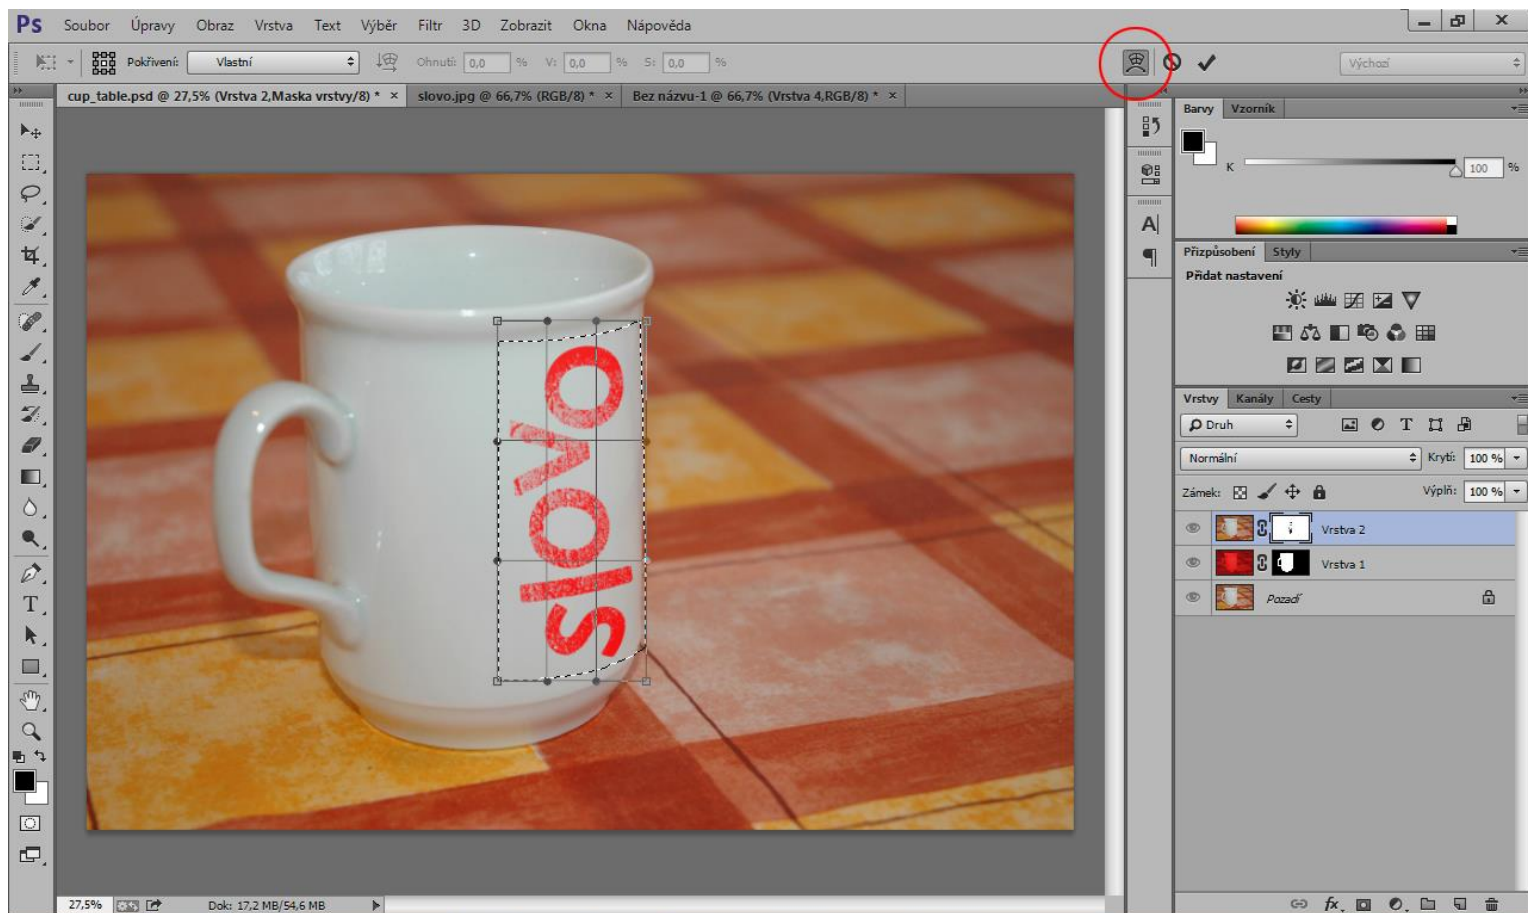 Ps Soubor Úpravy Obraz Vrstva Text Výběr Filtr 3D Zobrazit Okna Nápověda
Pokřivení: Vlastní Ohnutí: 0,0 % V: 0,0 % S: 0,0 % Výchozí
cup_table.psd @ 27,5% (Vrstva 2,Maska vrstvy/8) * × slovo.jpg @ 66,7% (RGB/8) * × Bez názvu-1 @ 66,7% (Vrstva 4,RGB/8) * ×
Barvy Vzorník
K 100 %
Přizpůsobení Styly
Přidat nastavení
slovo
Vrstvy Kanály Cesty
Druh
Normální Krytí: 100 %
Zámek: Výplň: 100 %
Vrstva 2
Vrstva 1
Pozadí
27,5% Dok: 17,2 MB/54,6 MB